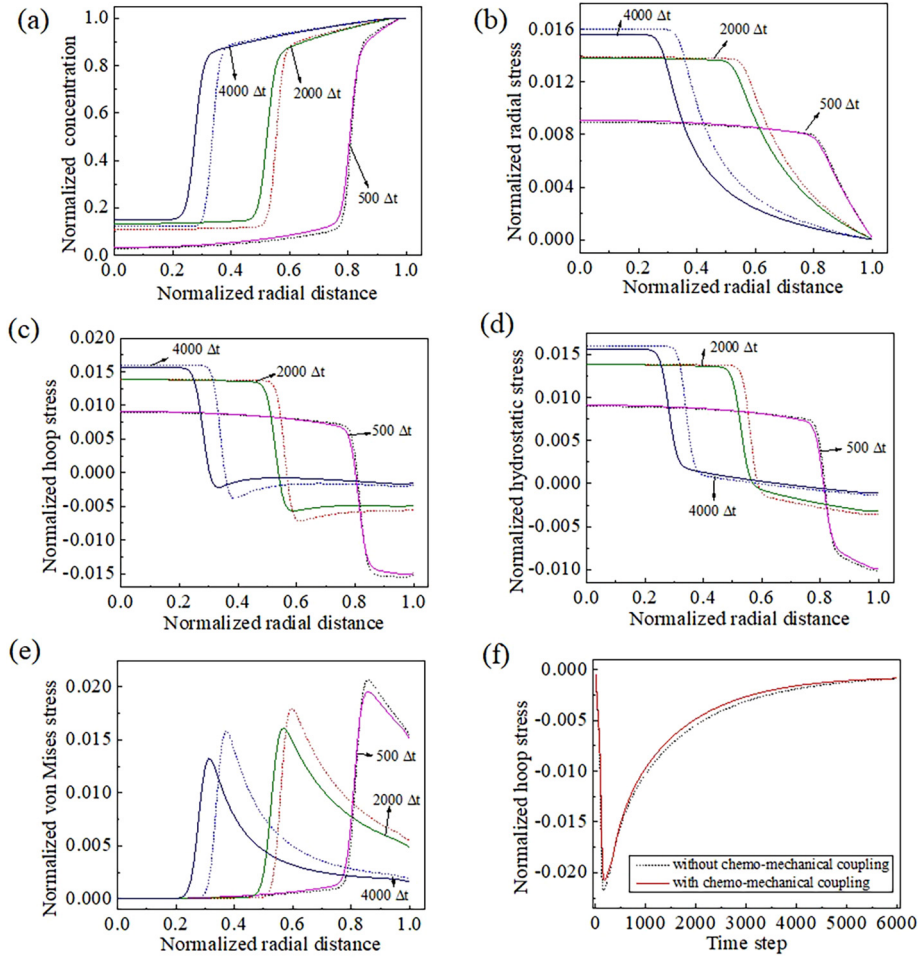 (a)
Normalized concentration
1.0
0.8
0.6
0.4
0.2
0.0
4000 Δt
2000 Δt
500 Δt
0.0 0.2 0.4 0.6 0.8 1.0
Normalized radial distance
(b)
Normalized radial stress
0.016
0.012
0.008
0.004
0.000
4000 Δt
2000 Δt
500 Δt
0.0 0.2 0.4 0.6 0.8 1.0
Normalized radial distance
(c)
Normalized hoop stress
0.020
0.015
0.010
0.005
0.000
-0.005
-0.010
-0.015
4000 Δt
2000 Δt
500 Δt
0.0 0.2 0.4 0.6 0.8 1.0
Normalized radial distance
(d)
Normalized hydrostatic stress
0.015
0.010
0.005
0.000
-0.005
-0.010
2000 Δt
500 Δt
4000 Δt
0.0 0.2 0.4 0.6 0.8 1.0
Normalized radial distance
(e)
Normalized von Mises stress
0.020
0.015
0.010
0.005
0.000
500 Δt
2000 Δt
4000 Δt
0.0 0.2 0.4 0.6 0.8 1.0
Normalized radial distance
(f)
Normalized hoop stress
0.000
-0.005
-0.010
-0.015
-0.020
without chemo-mechanical coupling
with chemo-mechanical coupling
0 1000 2000 3000 4000 5000 6000
Time step